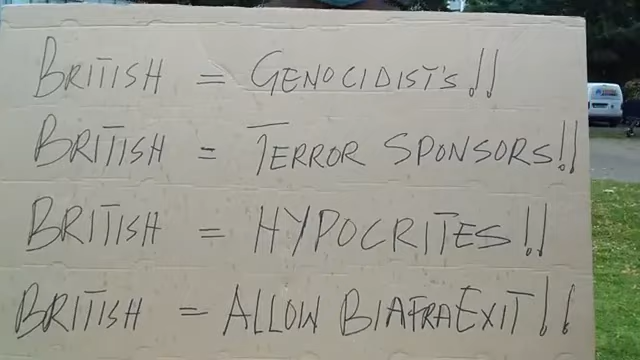 BRITISH = GENOCIDIST'S!!
BRITISH = TERROR SPONSORS!!
BRITISH = HYPOCRITES!!
BRITISH = ALLOW BIAFRAEXIT!!